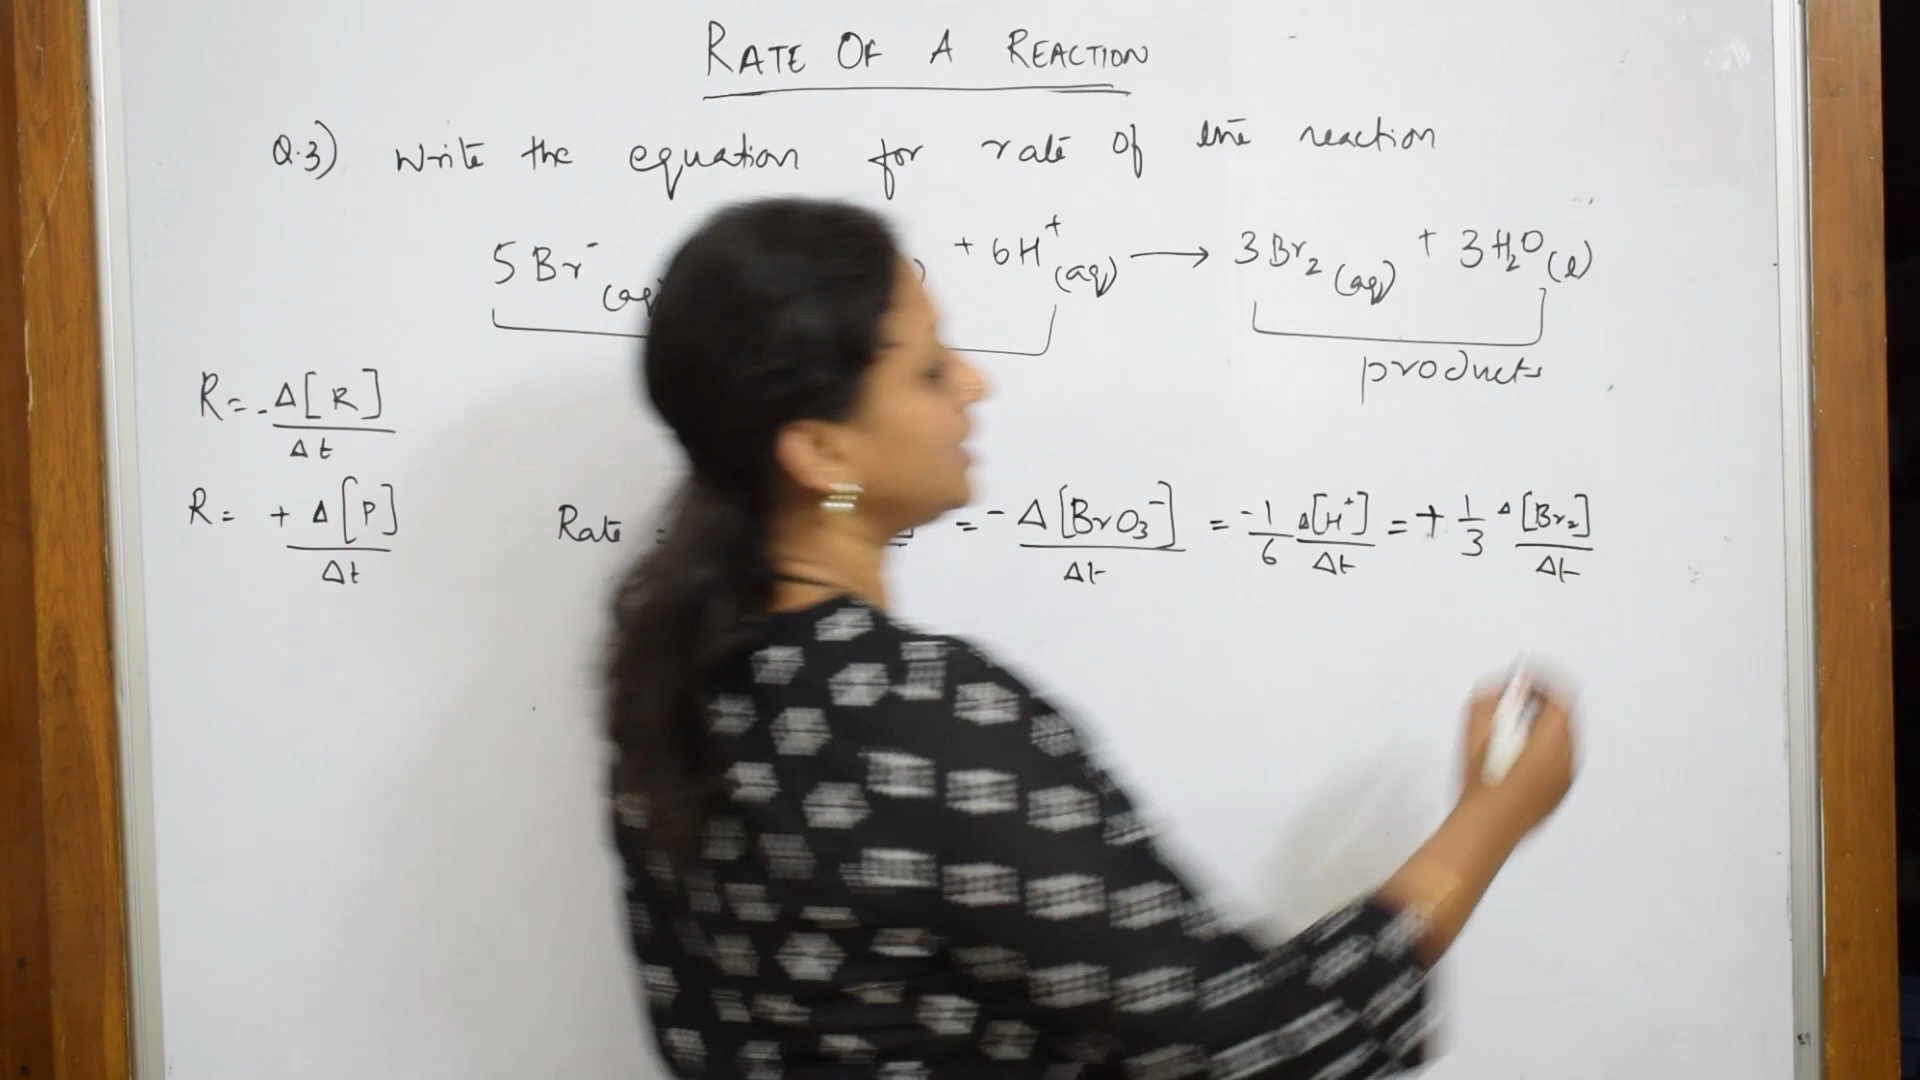 RATE OF A REACTION
Q.3) Write the equation for rate of the reaction
5Br⁻(aq) + 6H⁺(aq) ⟶ 3Br₂(aq) + 3H₂O(l)
products
R = -Δ[R]/Δt
R = + Δ[P]/Δt
Rate = = -Δ[BrO₃⁻]/Δt = -1/6 Δ[H⁺]/Δt = + 1/3 Δ[Br₂]/Δt